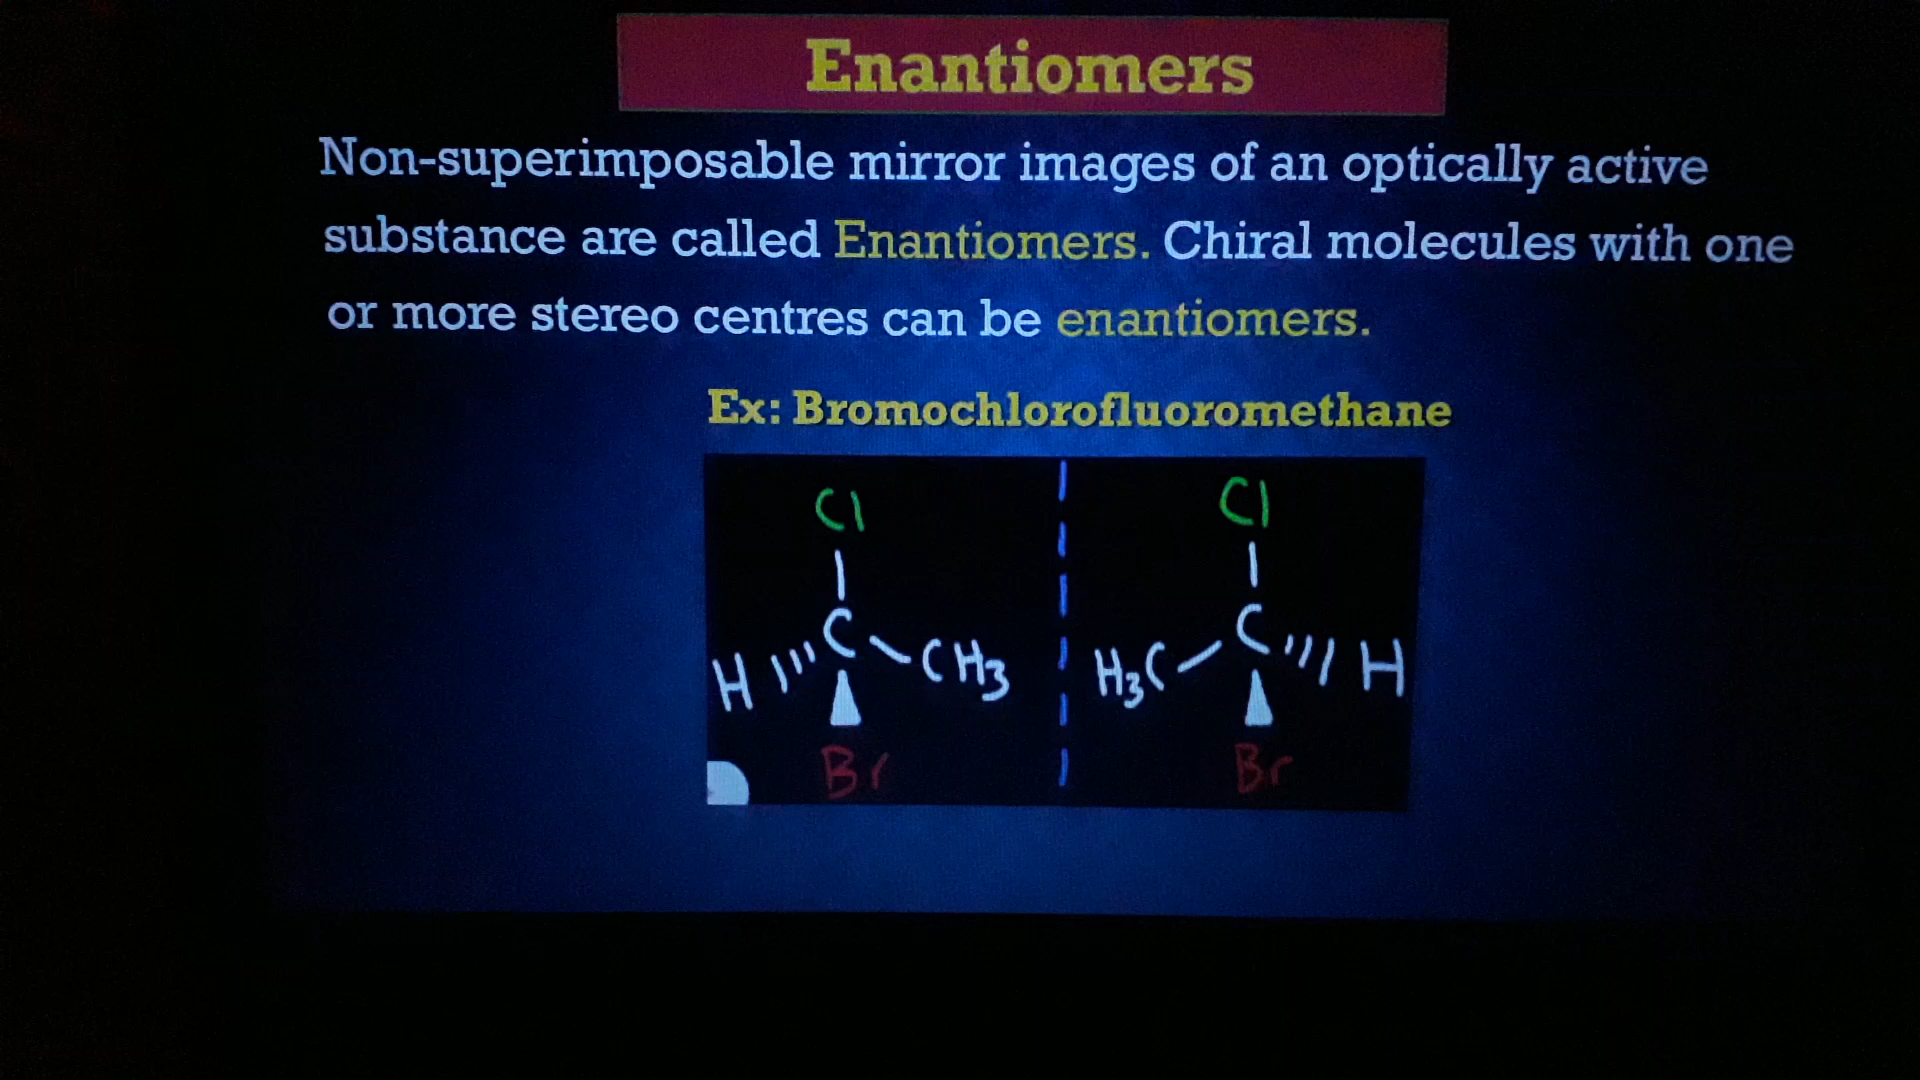 Enantiomers
Non-superimposable mirror images of an optically active
substance are called Enantiomers. Chiral molecules with one
or more stereo centres can be enantiomers.
Ex: Bromochlorofluoromethane
Cl Cl
C C
H CH3 H3C H
Br Br